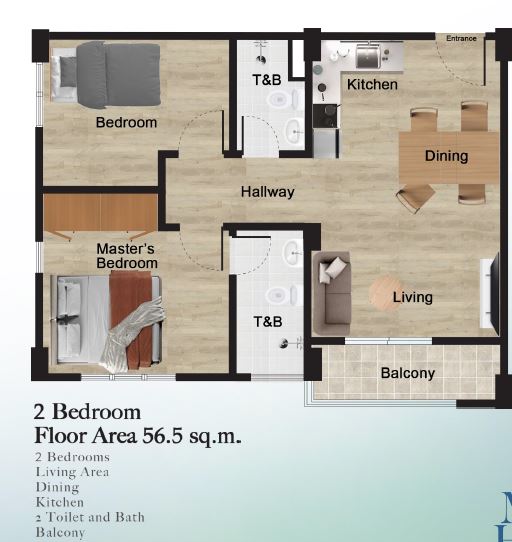 Entrance
T&B
Kitchen
Bedroom
Dining
Hallway
Master's
Bedroom
Living
T&B
Balcony
2 Bedroom
Floor Area 56.5 sq.m.
2 Bedrooms
Living Area
Dining
Kitchen
2 Toilet and Bath
Balcony